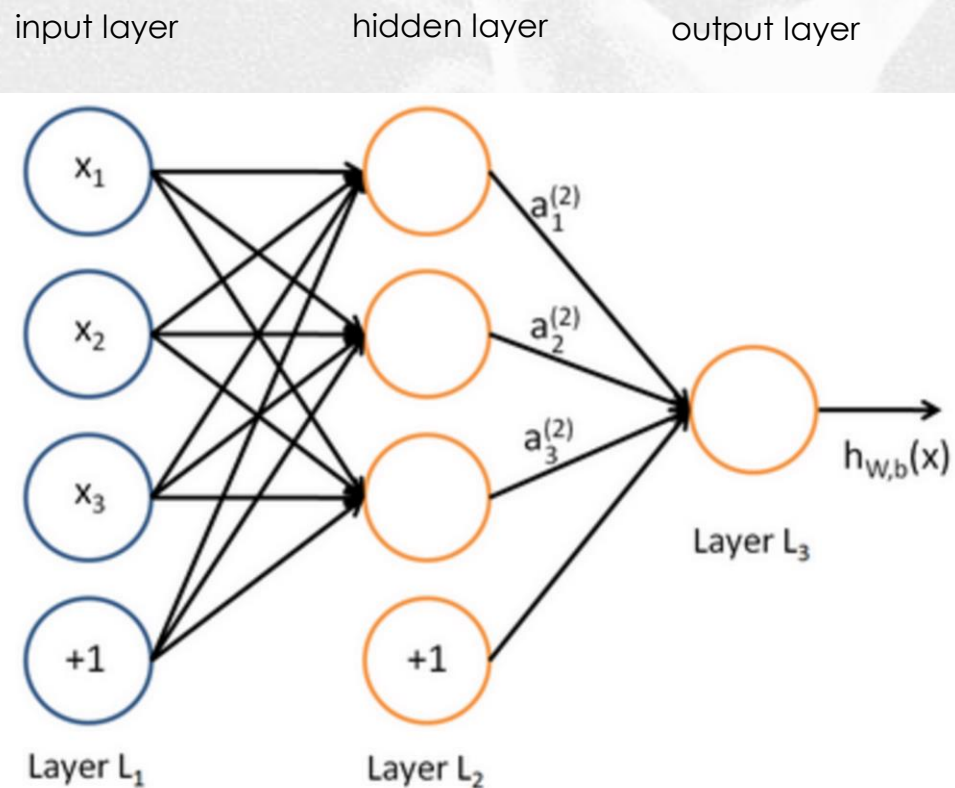 input layer
hidden layer
output layer
x₁
x₂
x₃
+1
Layer L₁
a₁⁽²⁾
a₂⁽²⁾
a₃⁽²⁾
+1
Layer L₂
h_W,b(x)
Layer L₃